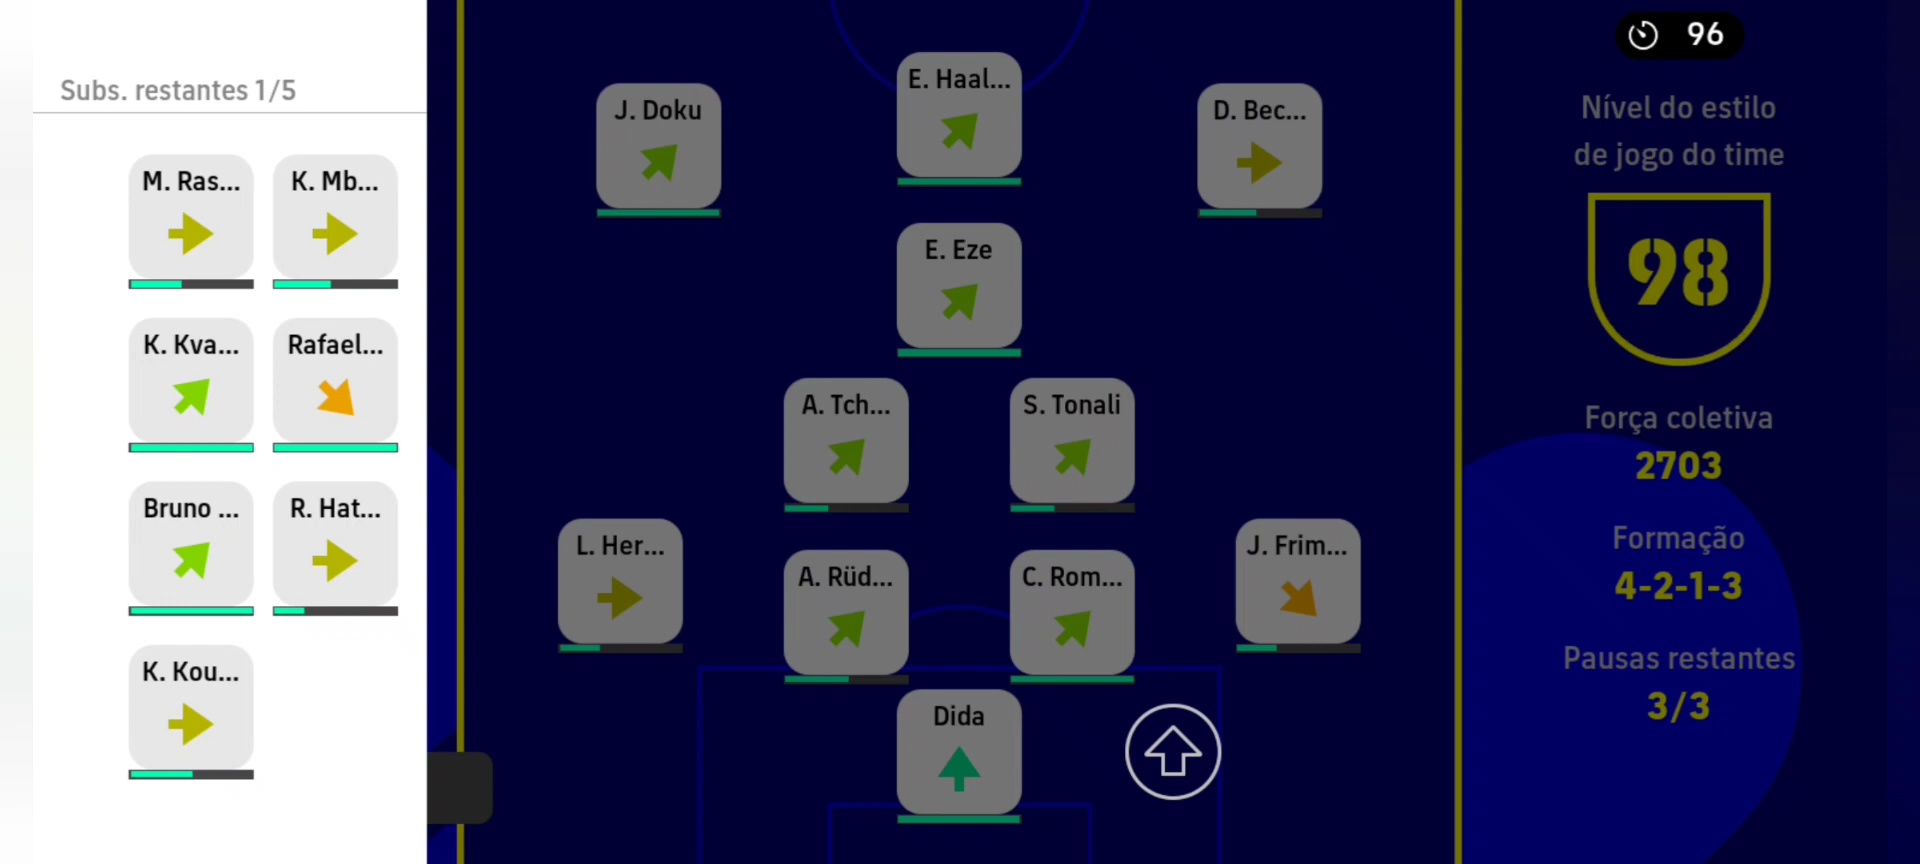 Subs. restantes 1/5
M. Ras...
K. Mb...
K. Kva...
Rafael...
Bruno ...
R. Hat...
K. Kou...
J. Doku
E. Haal...
D. Bec...
E. Eze
A. Tch...
S. Tonali
L. Her...
A. Rüd...
C. Rom...
J. Frim...
Dida
96
Nível do estilo
de jogo do time
98
Força coletiva
2703
Formação
4-2-1-3
Pausas restantes
3/3